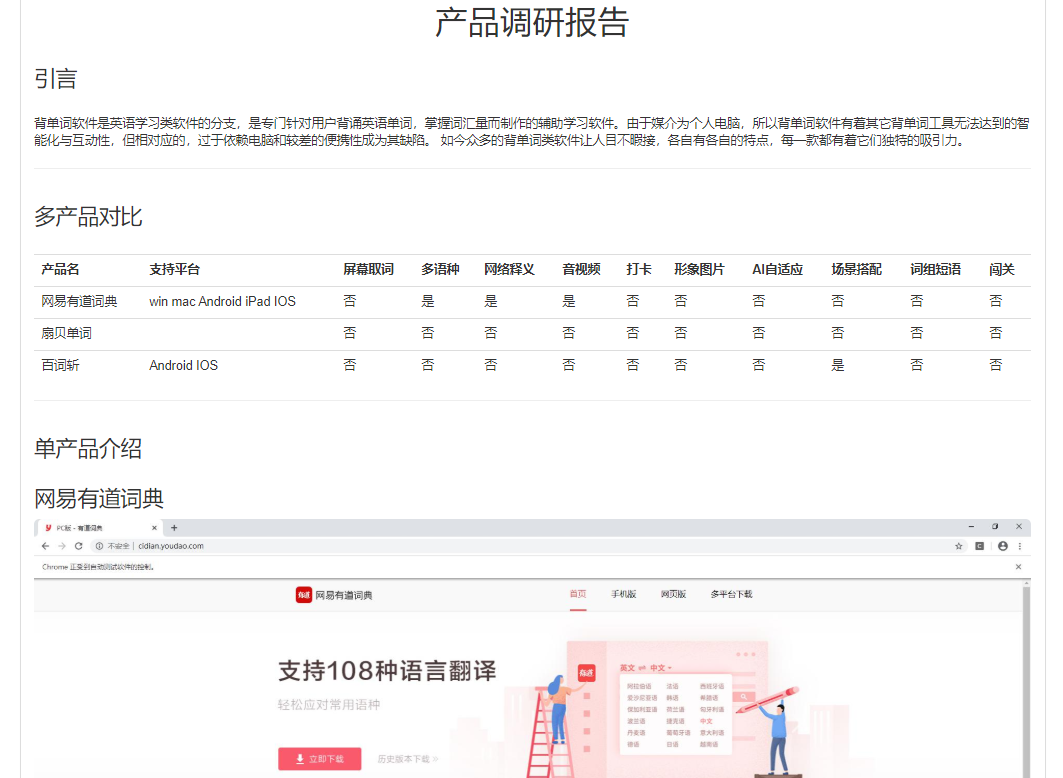 产品调研报告
引言
背单词软件是英语学习类软件的分支，是专门针对用户背诵英语单词，掌握词汇量而制作的辅助学习软件。由于媒介为个人电脑，所以背单词软件有着其它背单词工具无法达到的智
能化与互动性，但相对应的，过于依赖电脑和较差的便携性成为其缺陷。 如今众多的背单词类软件让人目不暇接，各自有各自的特点，每一款都有着它们独特的吸引力。
多产品对比
产品名 支持平台 屏幕取词 多语种 网络释义 音视频 打卡 形象图片 AI自适应 场景搭配 词组短语 闯关
网易有道词典 win mac Android iPad IOS 否 是 是 是 否 否 否 否 否 否
扇贝单词 否 否 否 否 否 否 否 否 否 否
百词斩 Android IOS 否 否 否 否 否 否 否 是 否 否
单产品介绍
网易有道词典
PC版 - 有道词典
不安全 | cidian.youdao.com
Chrome 正受到自动测试软件的控制。
有道 网易有道词典 首页 手机版 网页版 多平台下载
支持108种语言翻译
轻松应对常用语种
立即下载 历史版本下载 »
有道 英文 ⇌ 中文
阿拉伯语 法语 西班牙语
爱沙尼亚语 韩语 希腊语
保加利亚语 荷兰语 匈牙利语
波兰语 捷克语 中文
丹麦语 葡萄牙语 意大利语
德语 日语 越南语